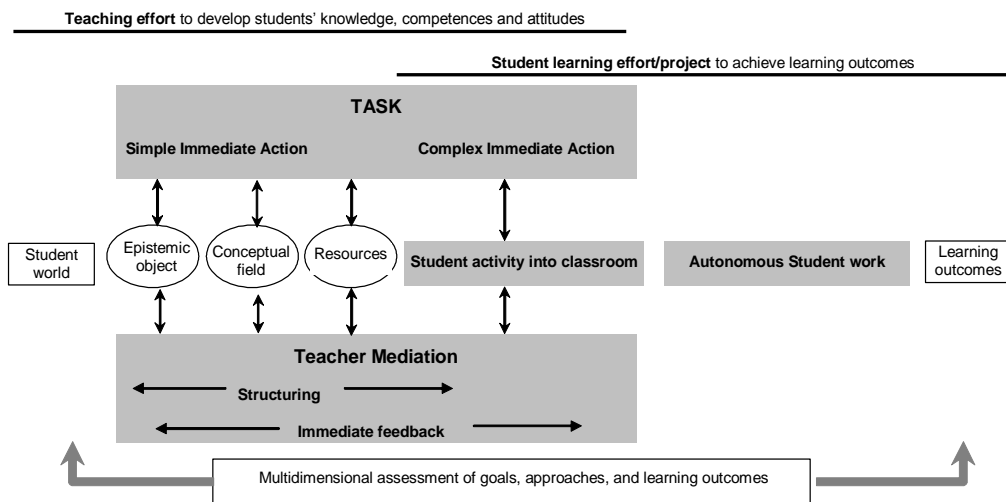 Teaching effort to develop students' knowledge, competences and attitudes
Student learning effort/project to achieve learning outcomes
TASK
Simple Immediate Action
Complex Immediate Action
Student
world
Epistemic
object
Conceptual
field
Resources
Student activity into classroom
Autonomous Student work
Learning
outcomes
Teacher Mediation
Structuring
Immediate feedback
Multidimensional assessment of goals, approaches, and learning outcomes